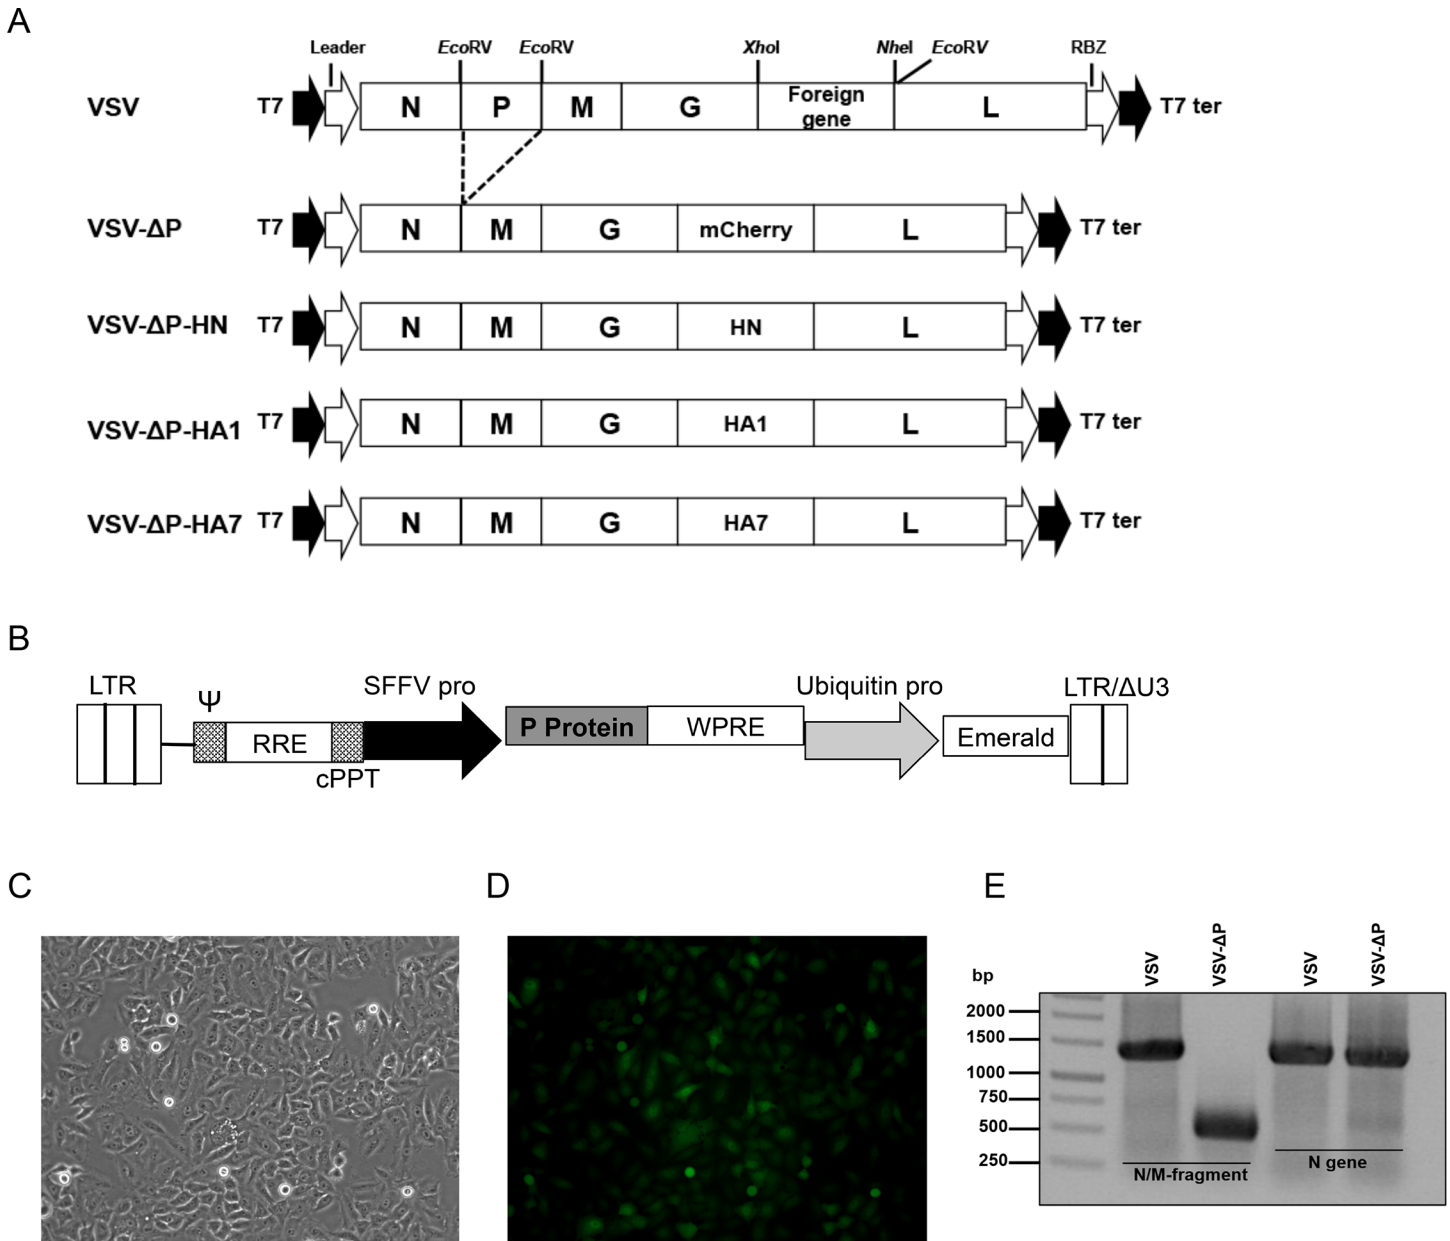 A
Leader EcoRV EcoRV XhoI NheI EcoRV RBZ
VSV T7 N P M G Foreign gene L T7 ter
VSV-ΔP T7 N M G mCherry L T7 ter
VSV-ΔP-HN T7 N M G HN L T7 ter
VSV-ΔP-HA1 T7 N M G HA1 L T7 ter
VSV-ΔP-HA7 T7 N M G HA7 L T7 ter
B
LTR Ψ SFFV pro Ubiquitin pro LTR/ΔU3
RRE P Protein WPRE Emerald
cPPT
C D E
VSV VSV-ΔP VSV VSV-ΔP
bp
2000
1500
1000
750
500
250
N/M-fragment N gene